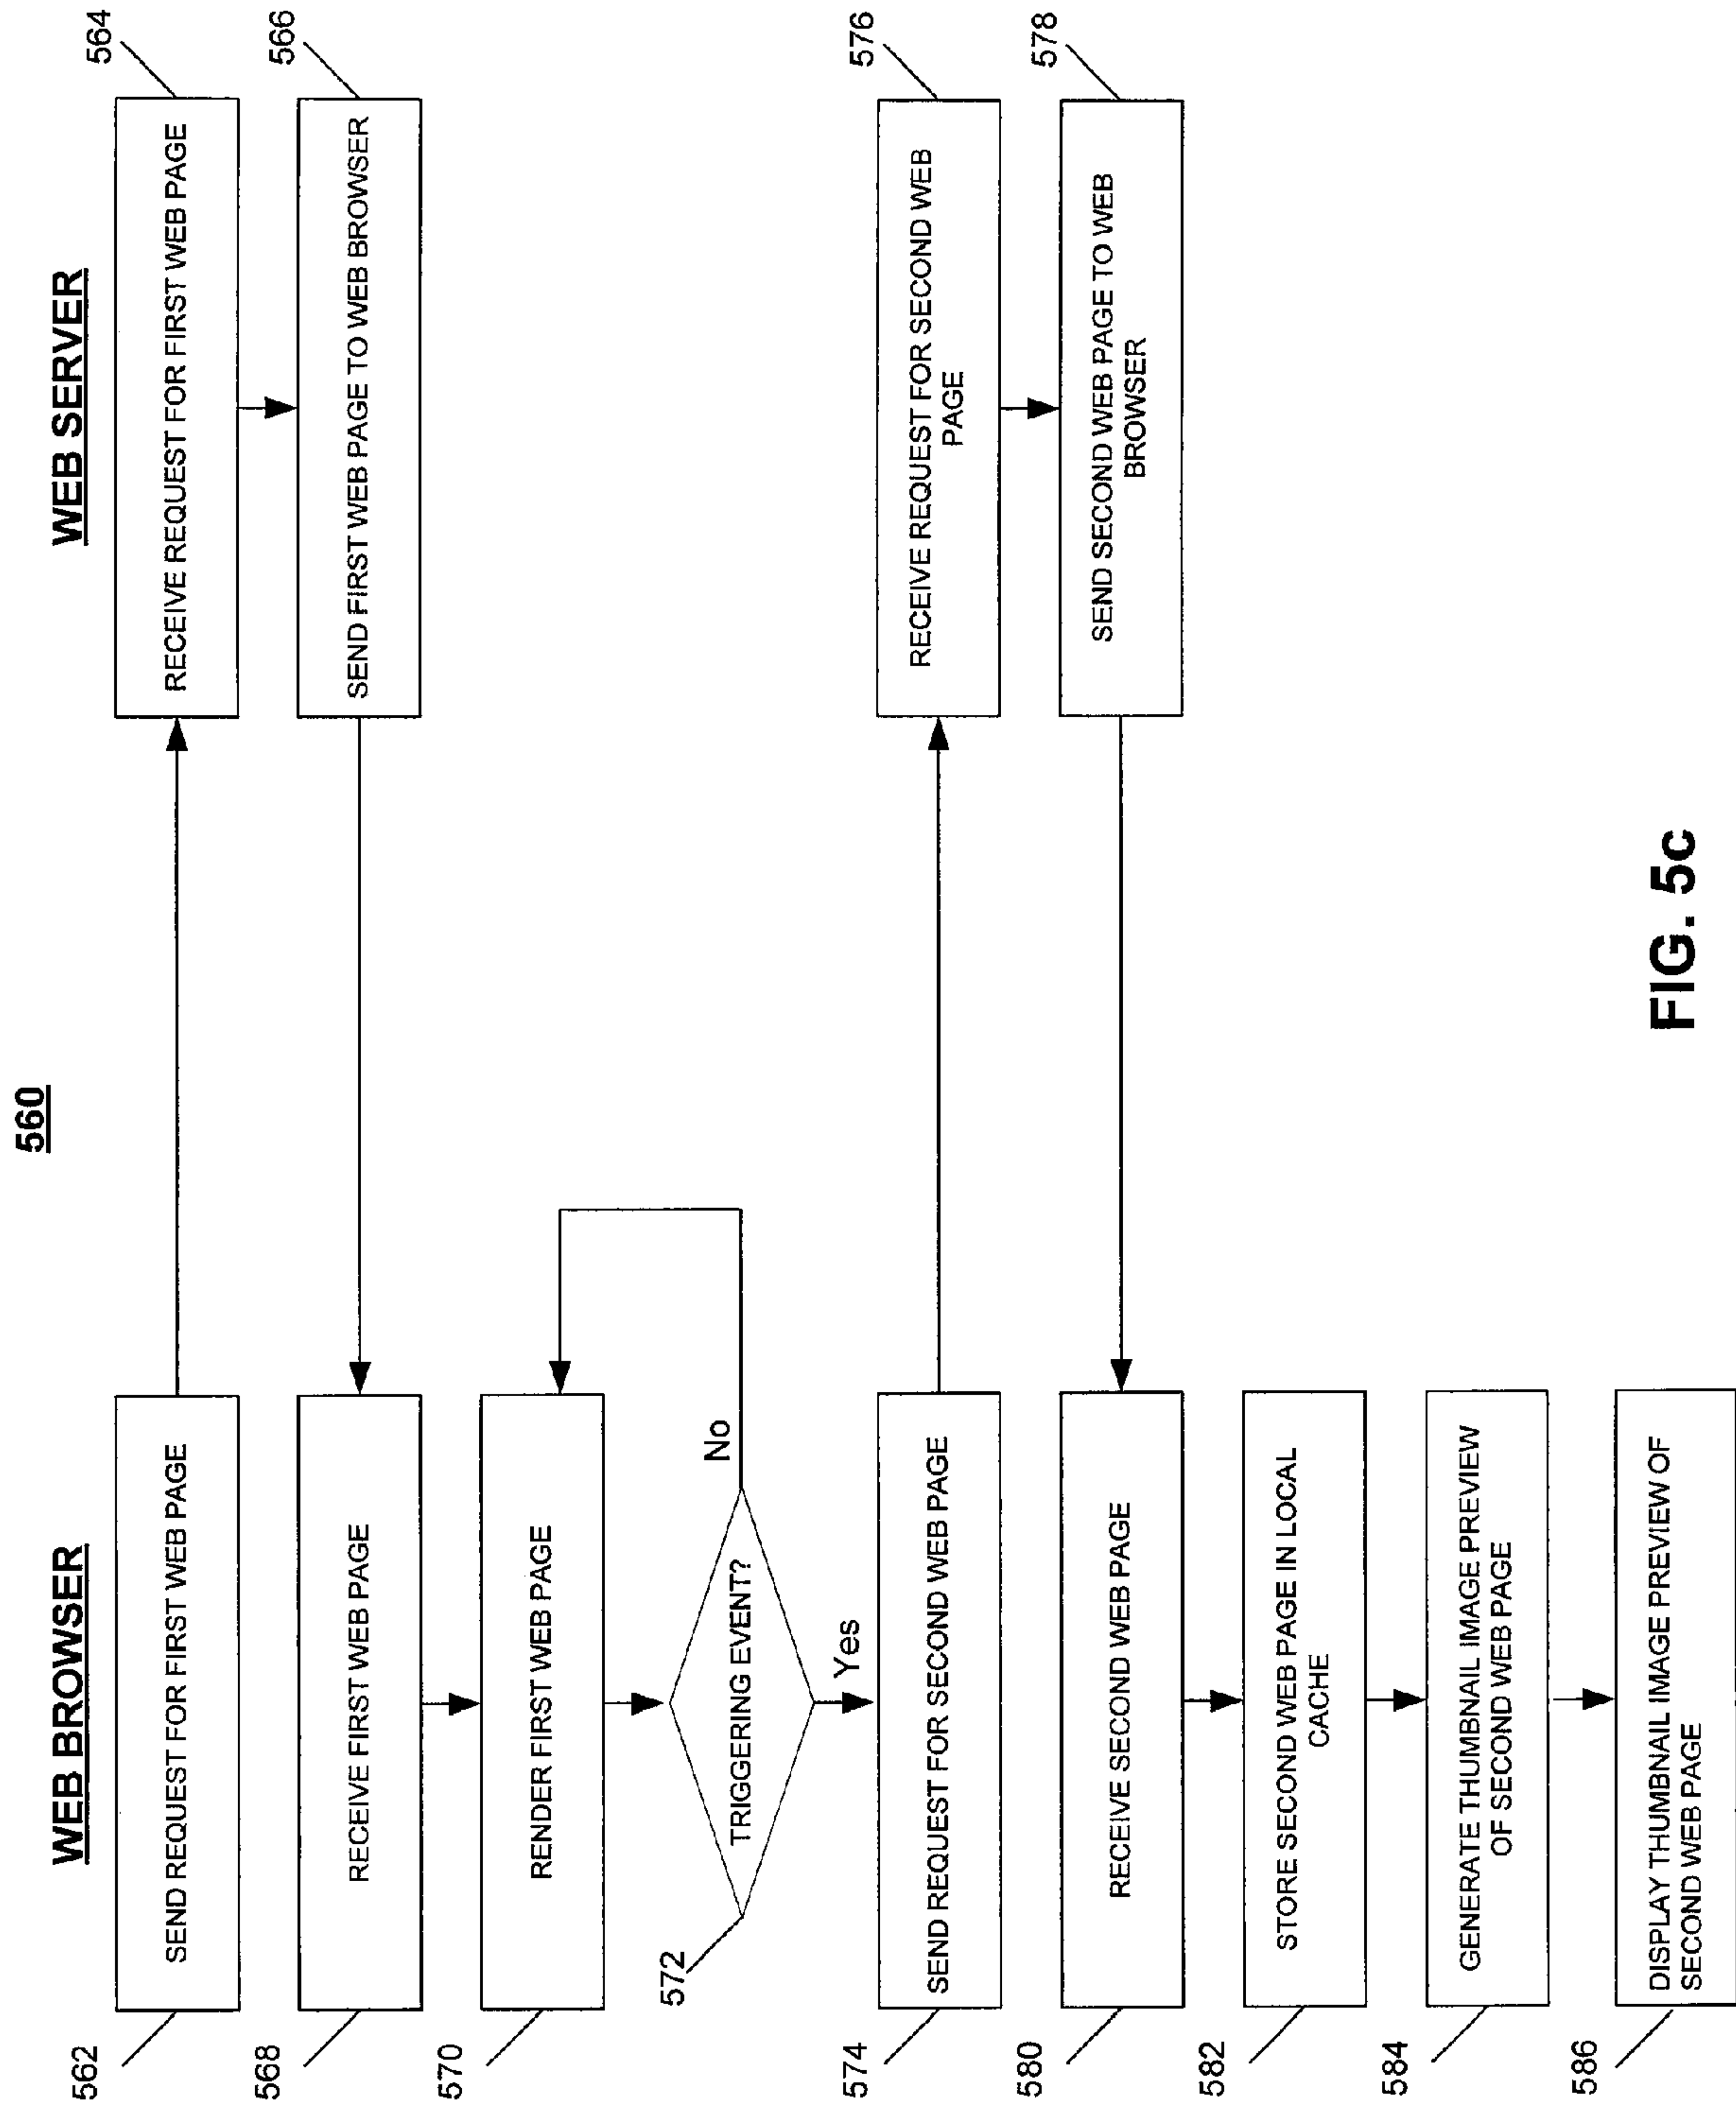 560
WEB BROWSER
WEB SERVER
562
SEND REQUEST FOR FIRST WEB PAGE
RECEIVE REQUEST FOR FIRST WEB PAGE
564
SEND FIRST WEB PAGE TO WEB BROWSER
566
568
RECEIVE FIRST WEB PAGE
570
RENDER FIRST WEB PAGE
572
TRIGGERING EVENT?
No
Yes
574
SEND REQUEST FOR SECOND WEB PAGE
RECEIVE REQUEST FOR SECOND WEB
PAGE
576
SEND SECOND WEB PAGE TO WEB
BROWSER
578
580
RECEIVE SECOND WEB PAGE
582
STORE SECOND WEB PAGE IN LOCAL
CACHE
584
GENERATE THUMBNAIL IMAGE PREVIEW
OF SECOND WEB PAGE
586
DISPLAY THUMBNAIL IMAGE PREVIEW OF
SECOND WEB PAGE
FIG. 5c